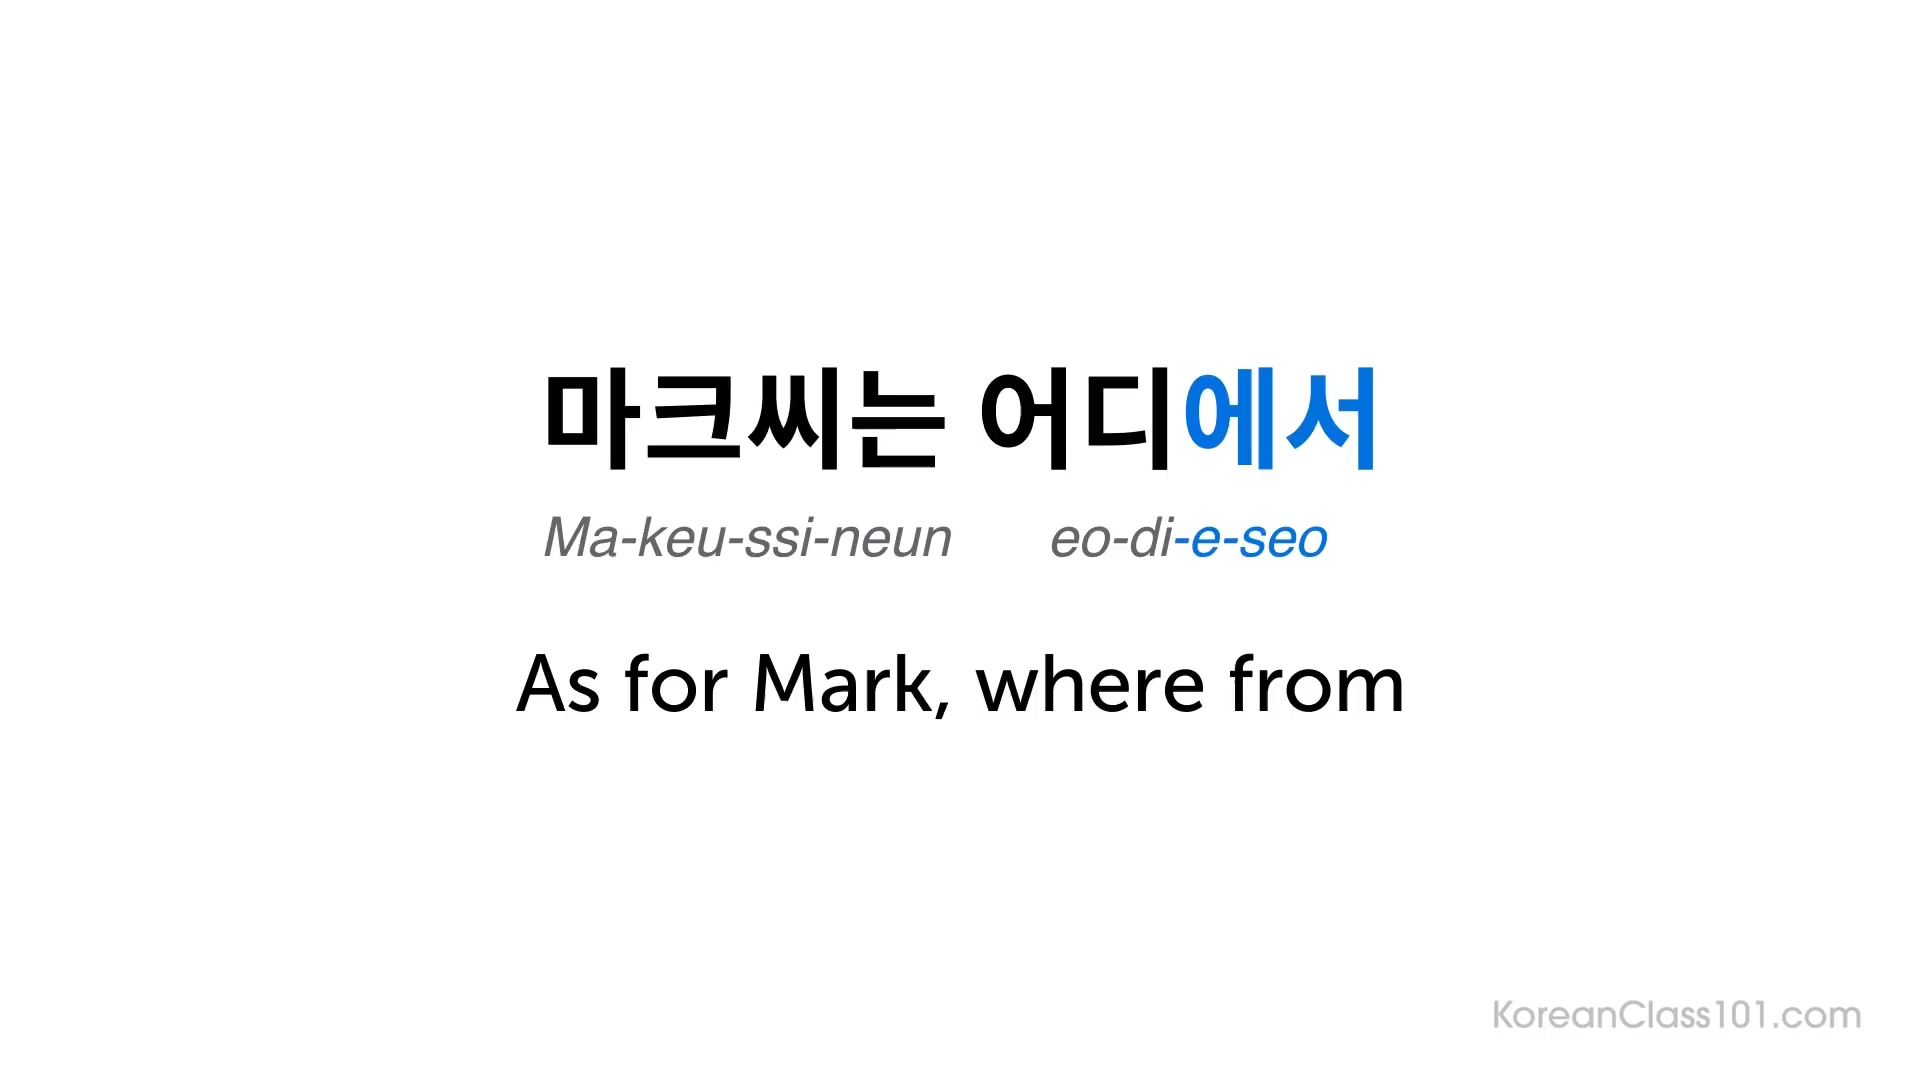 마크씨는 어디에서
Ma-keu-ssi-neun eo-di-e-seo
As for Mark, where from
KoreanClass101.com